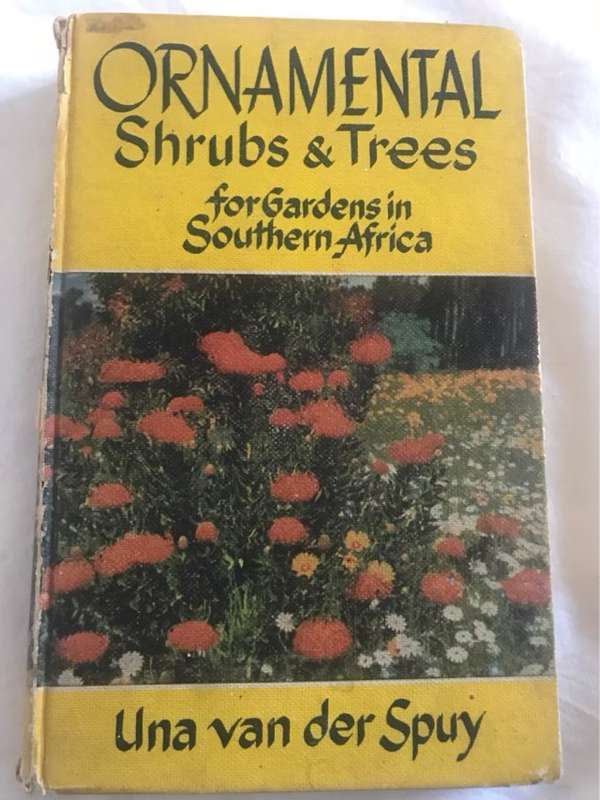 ORNAMENTAL
Shrubs & Trees
for Gardens in
Southern Africa
Una van der Spuy